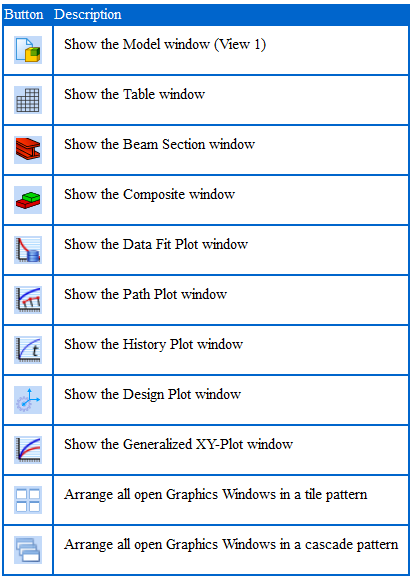 Button Description
Show the Model window (View 1)
Show the Table window
Show the Beam Section window
Show the Composite window
Show the Data Fit Plot window
Show the Path Plot window
t
Show the History Plot window
Show the Design Plot window
Show the Generalized XY-Plot window
Arrange all open Graphics Windows in a tile pattern
Arrange all open Graphics Windows in a cascade pattern